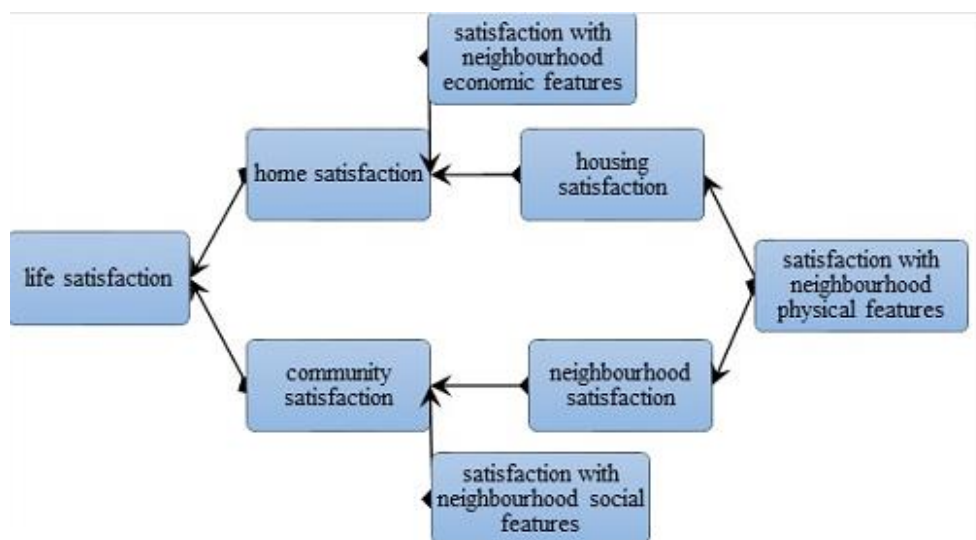 satisfaction with
neighbourhood
economic features
home satisfaction
housing
satisfaction
life satisfaction
satisfaction with
neighbourhood
physical features
community
satisfaction
neighbourhood
satisfaction
satisfaction with
neighbourhood social
features